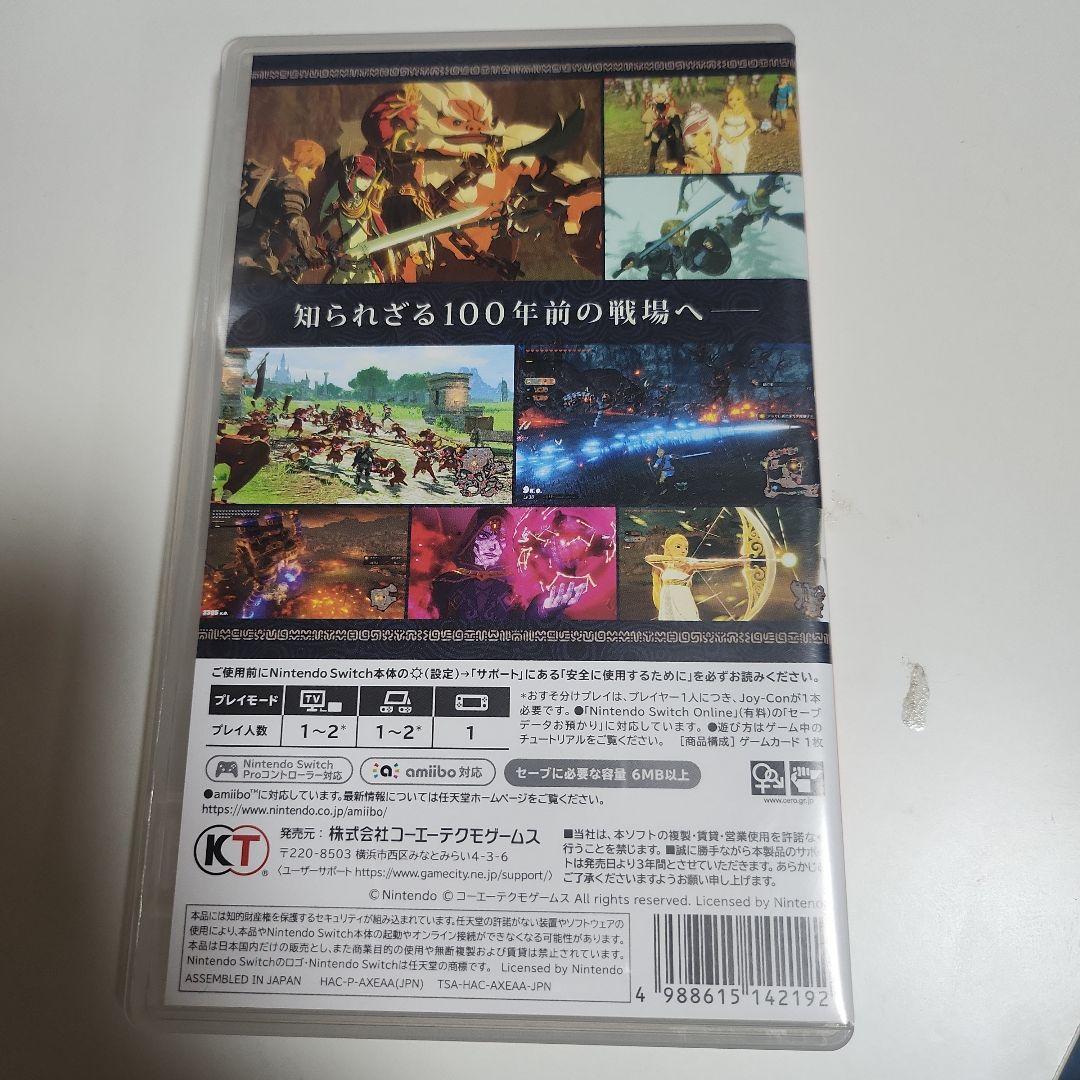 知られざる100年前の戦場へ──
9 K.O.
2385 K.O.
ご使用前にNintendo Switch本体の(設定)→「サポート」にある「安全に使用するために」を必ずお読みください。
プレイモード TV
プレイ人数 1～2* 1～2* 1
*おすそ分けプレイは、プレイヤー1人につき、Joy-Conが1本
必要です。●「Nintendo Switch Online」(有料)の「セーブ
データお預かり」に対応しています。●遊び方はゲーム中の
チュートリアルをご覧ください。 [商品構成] ゲームカード 1枚
Nintendo Switch
Proコントローラー対応
amiibo 対応
セーブに必要な容量 6MB以上
●amiibo™に対応しています。最新情報については任天堂ホームページをご覧ください。
https://www.nintendo.co.jp/amiibo/
www.cero.gr.jp
KT®
発売元：株式会社コーエーテクモゲームス
〒220-8503 横浜市西区みなとみらい4-3-6
〈ユーザーサポート https://www.gamecity.ne.jp/support/〉
■当社は、本ソフトの複製・賃貸・営業使用を許諾な
行うことを禁じます。■誠に勝手ながら本製品のサポ
トは発売日より3年間とさせていただきます。あらかじ
ご了承くださいますようお願い申し上げます。
© Nintendo © コーエーテクモゲームス All rights reserved. Licensed by Nintendo
本品には知的財産権を保護するセキュリティが組み込まれています。任天堂の許諾がない装置やソフトウェアの
使用により、本品やNintendo Switch本体の起動やオンライン接続ができなくなる可能性があります。
本品は日本国内だけの販売とし、また商業目的の使用や無断複製および賃貸は禁止されています。
Nintendo Switchのロゴ・Nintendo Switchは任天堂の商標です。 Licensed by Nintendo
ASSEMBLED IN JAPAN HAC-P-AXEAA(JPN) TSA-HAC-AXEAA-JPN
4 988615 142192